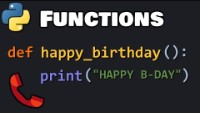 FUNCTIONS
def happy_birthday():
print("HAPPY B-DAY")